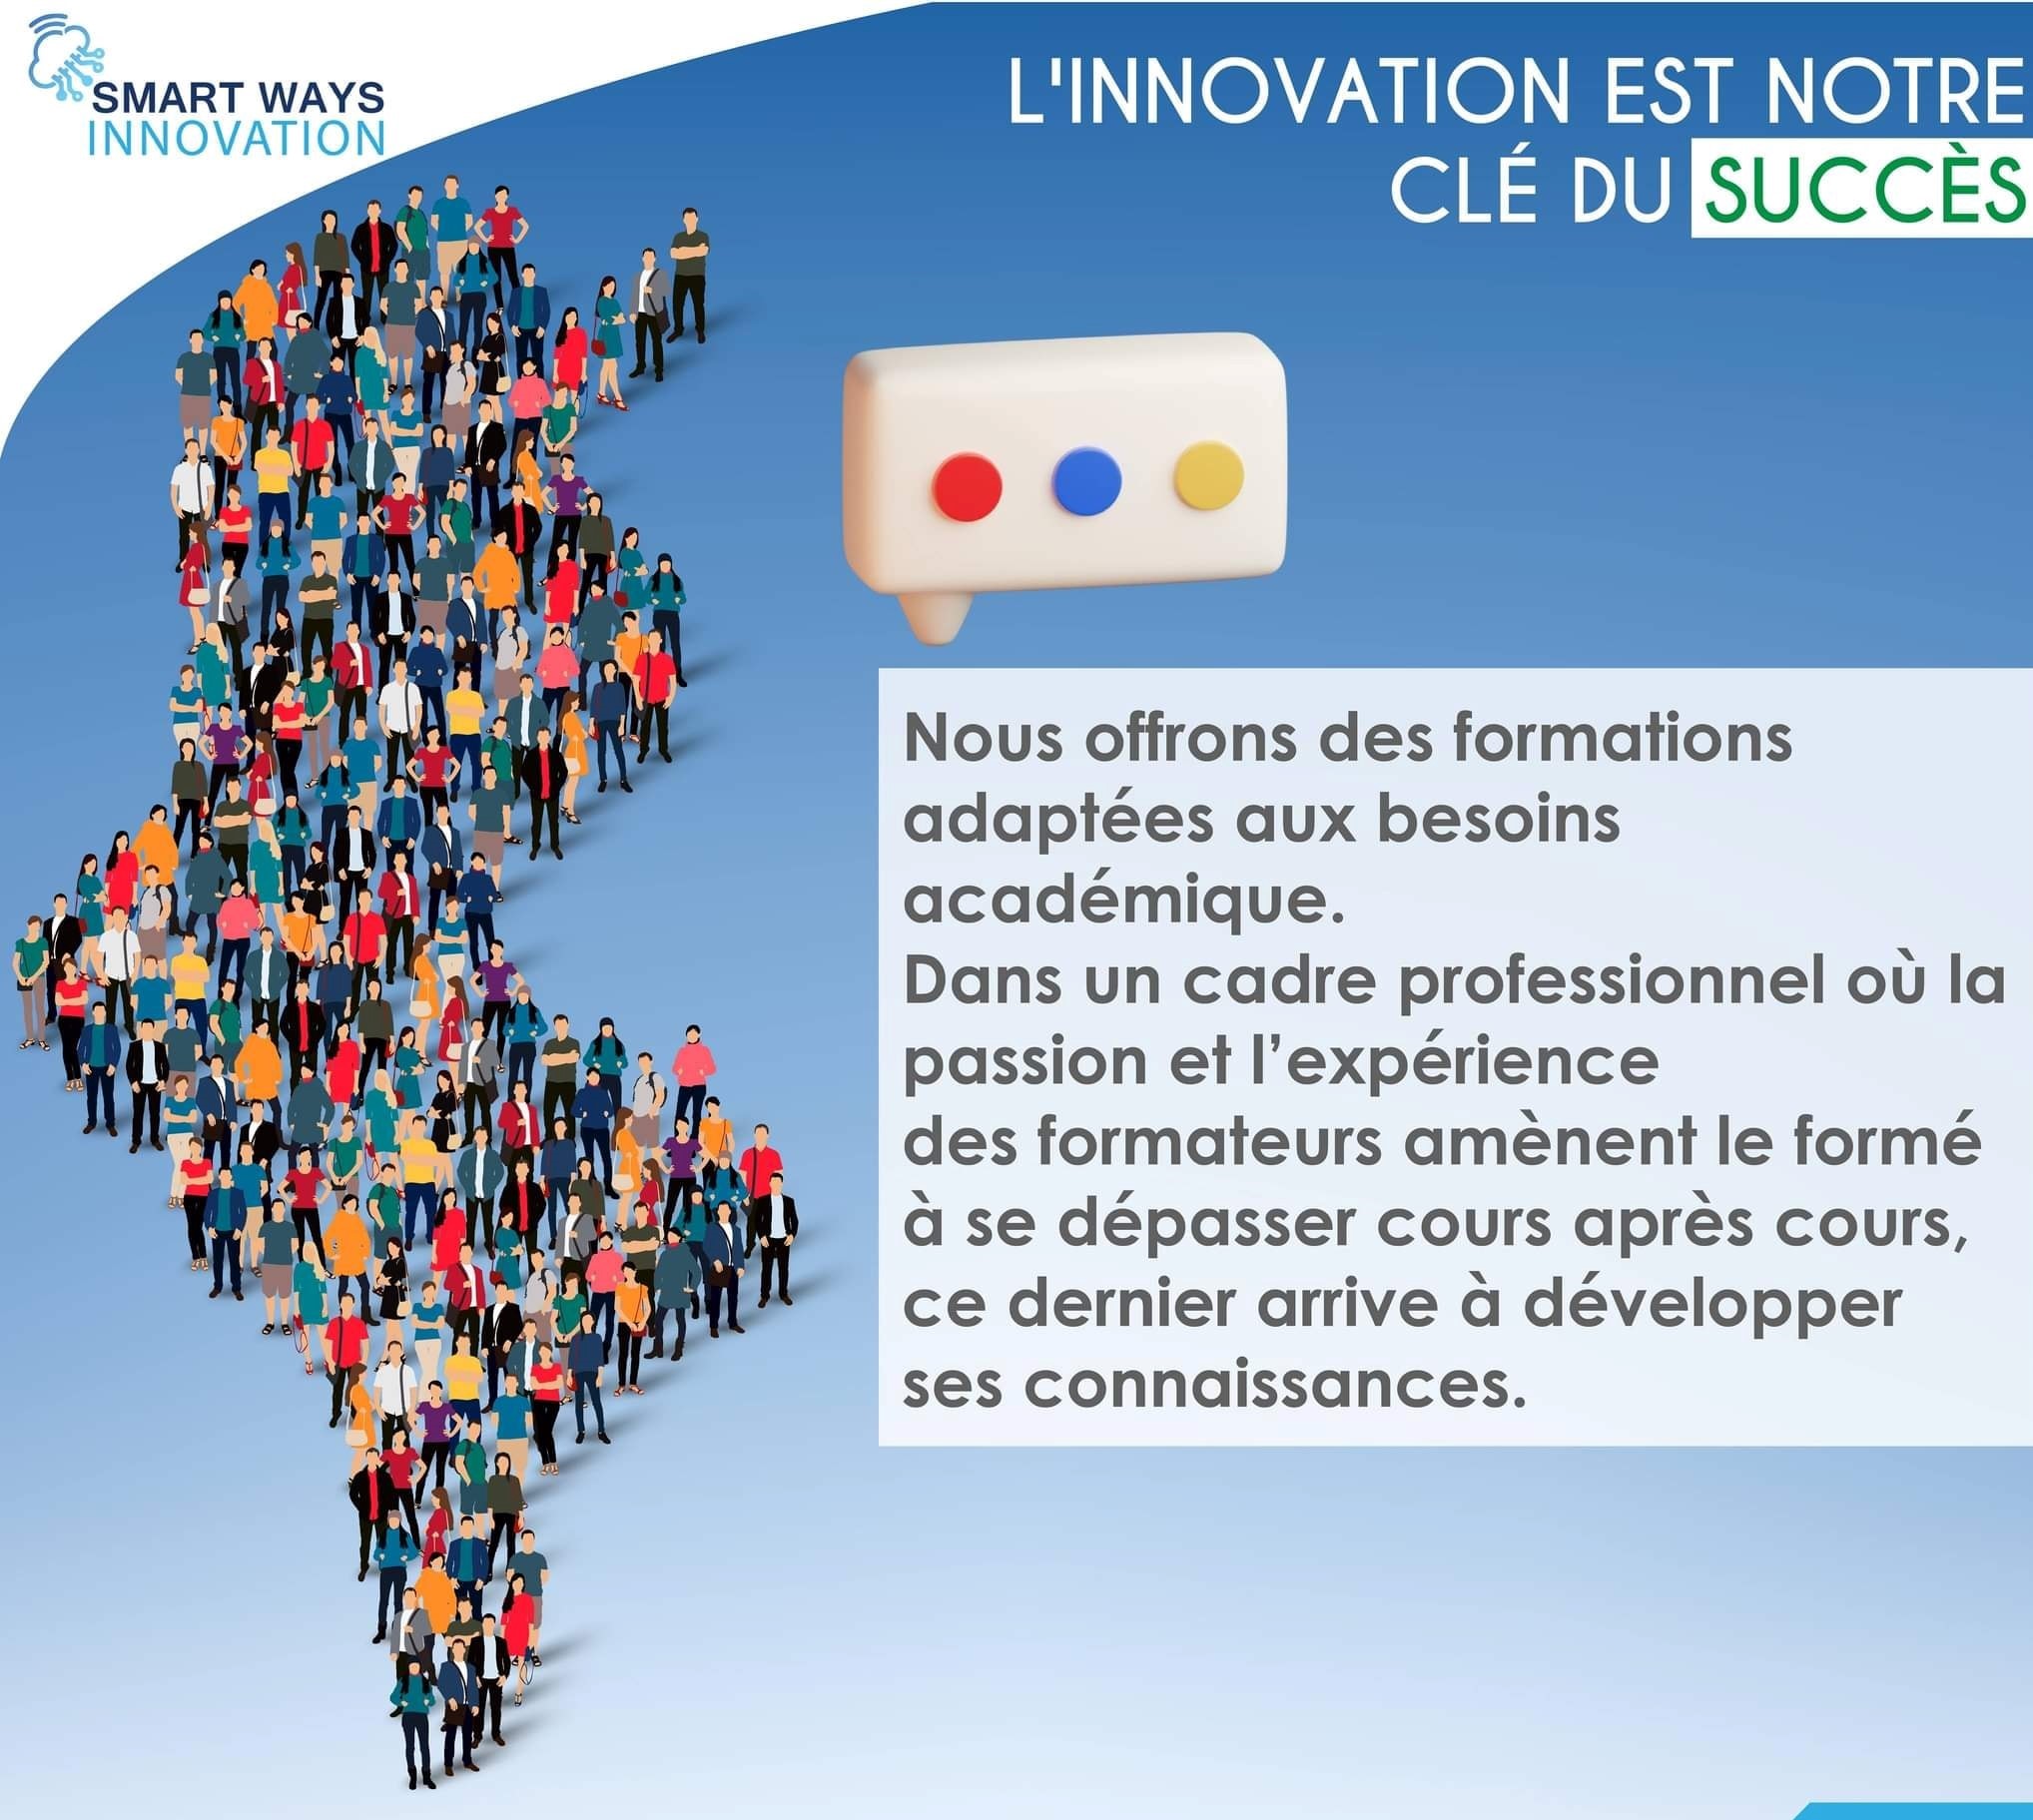 SMART WAYS
INNOVATION
L'INNOVATION EST NOTRE
CLÉ DU SUCCÈS
Nous offrons des formations
adaptées aux besoins
académique.
Dans un cadre professionnel où la
passion et l’expérience
des formateurs amènent le formé
à se dépasser cours après cours,
ce dernier arrive à développer
ses connaissances.